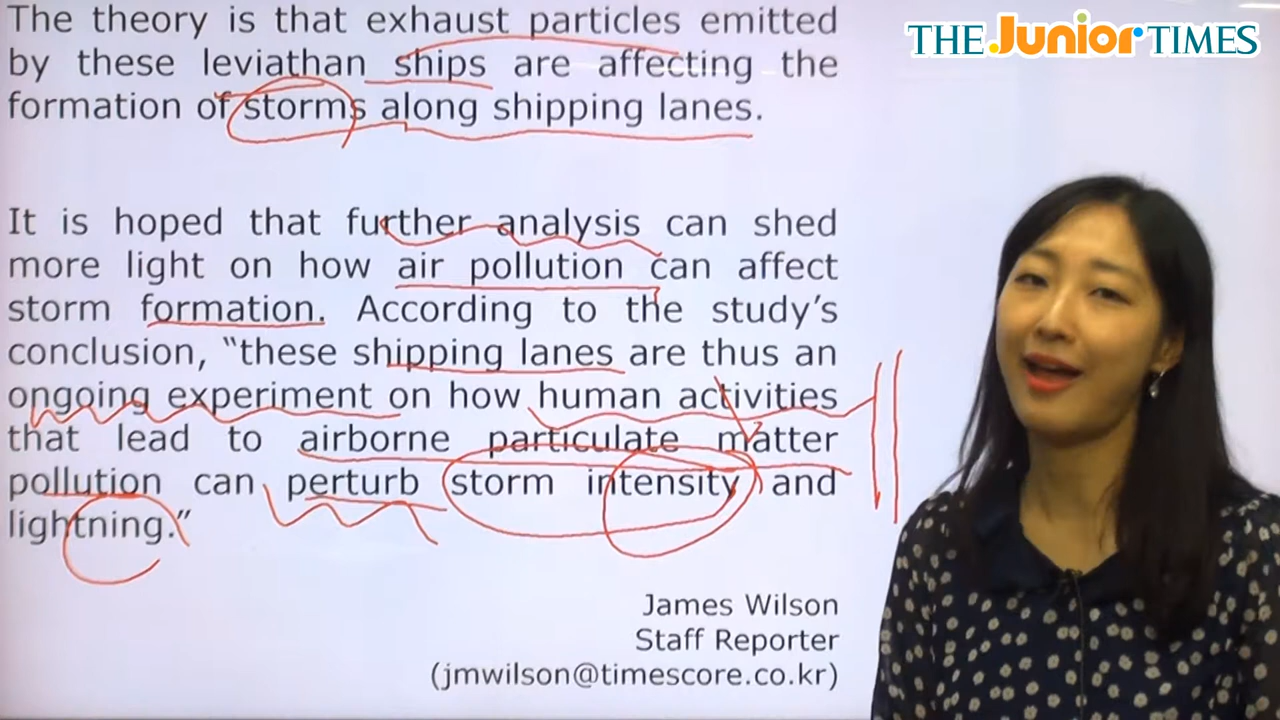 THE Junior TIMES
The theory is that exhaust particles emitted
by these leviathan ships are affecting the
formation of storms along shipping lanes.
It is hoped that further analysis can shed
more light on how air pollution can affect
storm formation. According to the study's
conclusion, “these shipping lanes are thus an
ongoing experiment on how human activities
that lead to airborne particulate matter
pollution can perturb storm intensity and
lightning.”
James Wilson
Staff Reporter
(jmwilson@timescore.co.kr)